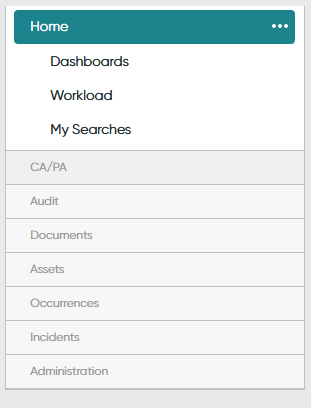 Home
Dashboards
Workload
My Searches
CA/PA
Audit
Documents
Assets
Occurrences
Incidents
Administration